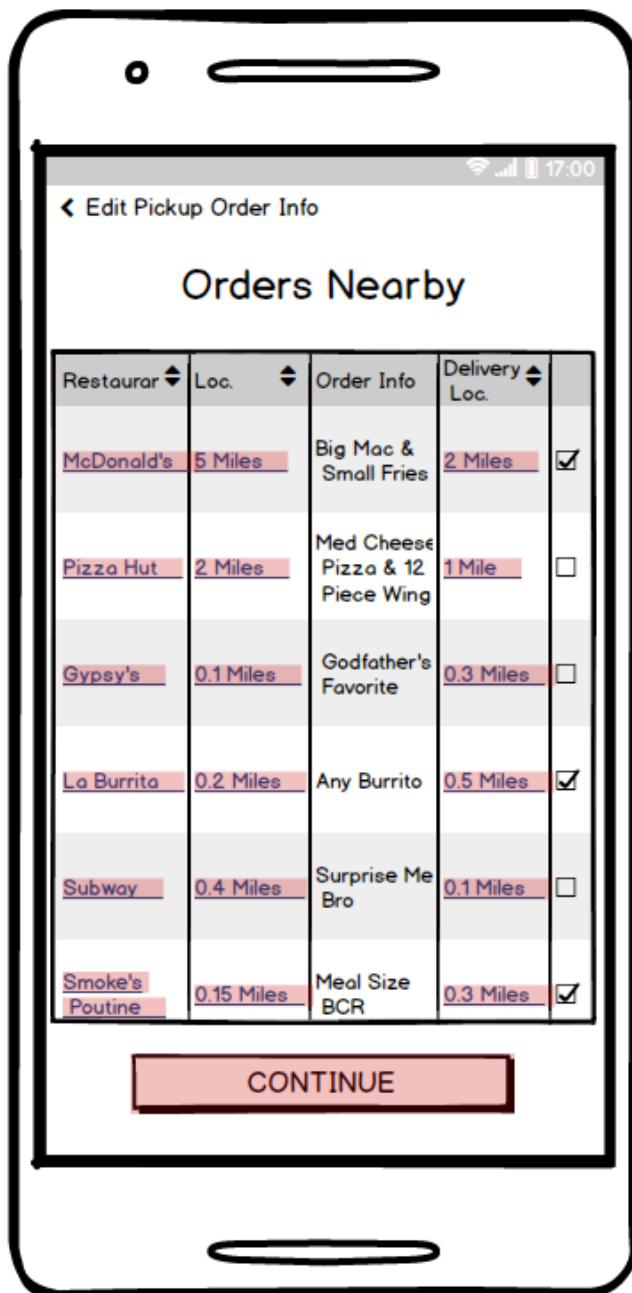 17:00
Edit Pickup Order Info
Orders Nearby
Restaurar Loc. Order Info Delivery
Loc.
McDonald's 5 Miles Big Mac &
Small Fries 2 Miles
Pizza Hut 2 Miles Med Cheese
Pizza & 12
Piece Wing 1 Mile
Gypsy's 0.1 Miles Godfather's
Favorite 0.3 Miles
La Burrita 0.2 Miles Any Burrito 0.5 Miles
Subway 0.4 Miles Surprise Me
Bro 0.1 Miles
Smoke's
Poutine 0.15 Miles Meal Size
BCR 0.3 Miles
CONTINUE